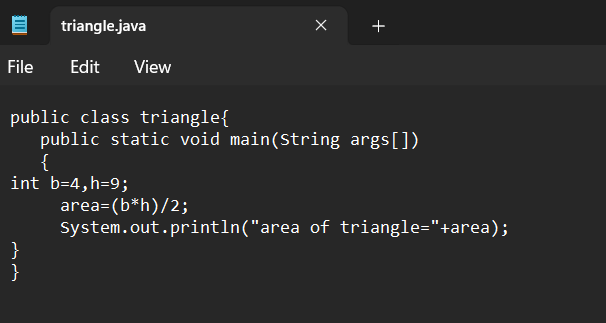 triangle.java
File Edit View
public class triangle{
public static void main(String args[])
{
int b=4,h=9;
area=(b*h)/2;
System.out.println("area of triangle="+area);
}
}